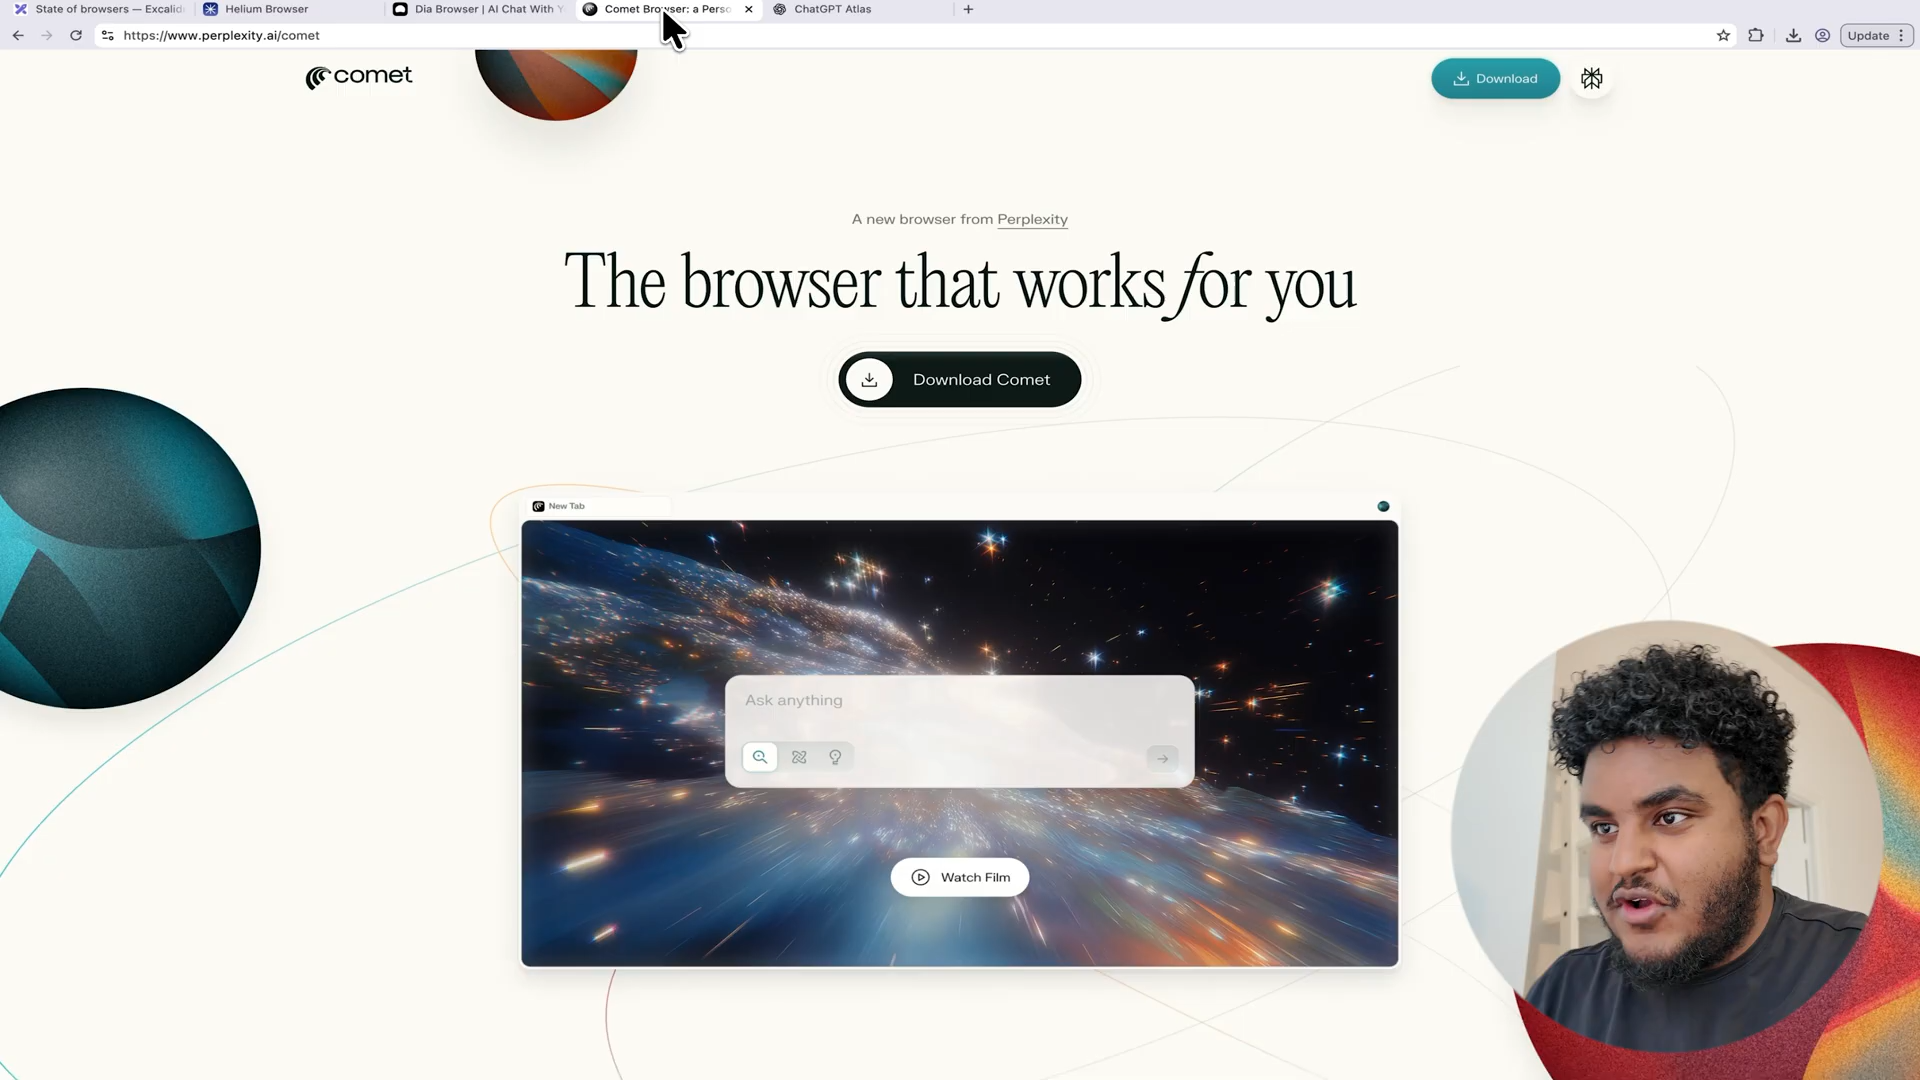 State of browsers — Excalid
Helium Browser
Dia Browser | AI Chat With Y
Comet Browser: a Perso
ChatGPT Atlas
https://www.perplexity.ai/comet
Update
comet
Download
A new browser from Perplexity
The browser that works for you
Download Comet
New Tab
Ask anything
Watch Film